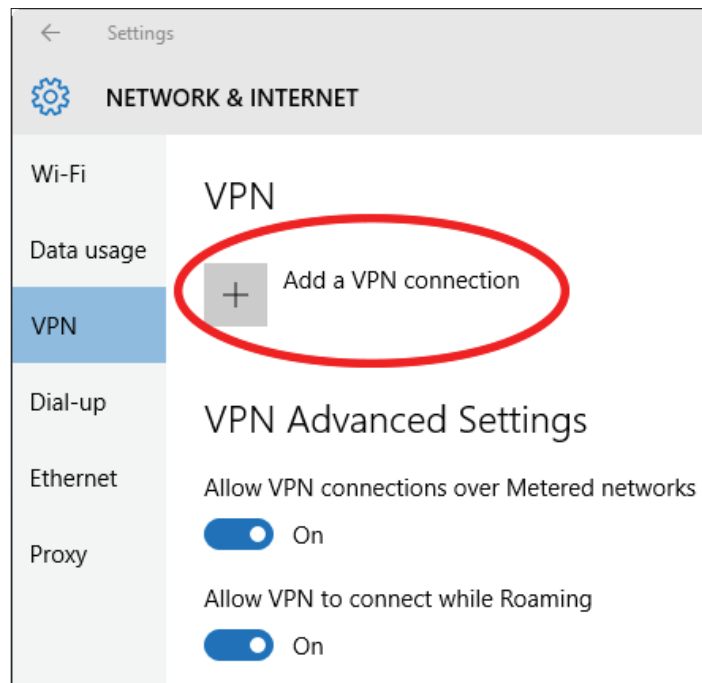 Settings
NETWORK & INTERNET
Wi-Fi
Data usage
VPN
Dial-up
Ethernet
Proxy
VPN
Add a VPN connection
VPN Advanced Settings
Allow VPN connections over Metered networks
On
Allow VPN to connect while Roaming
On